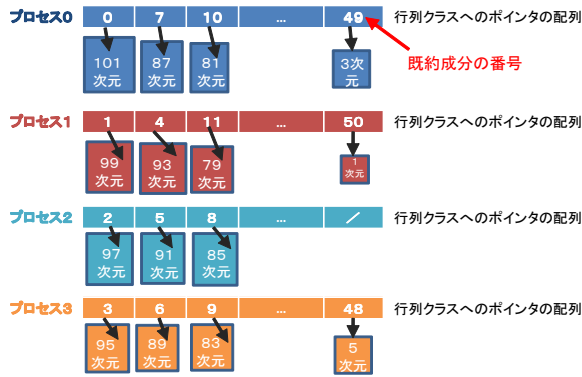 プロセス0 0 7 10 … 49 行列クラスへのポインタの配列
101
次元
87
次元
81
次元
3次
元
既約成分の番号
プロセス1 1 4 11 … 50 行列クラスへのポインタの配列
99
次元
93
次元
79
次元
1
次元
プロセス2 2 5 8 … ／ 行列クラスへのポインタの配列
97
次元
91
次元
85
次元
プロセス3 3 6 9 … 48 行列クラスへのポインタの配列
95
次元
89
次元
83
次元
5
次元